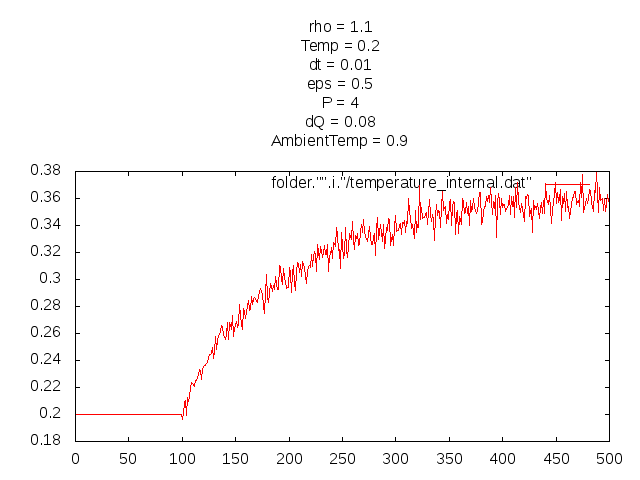 rho = 1.1
Temp = 0.2
dt = 0.01
eps = 0.5
P = 4
dQ = 0.08
AmbientTemp = 0.9
0.38
folder."".i."/temperature_internal.dat"
0.36
0.34
0.32
0.3
0.28
0.26
0.24
0.22
0.2
0.18
0 50 100 150 200 250 300 350 400 450 500